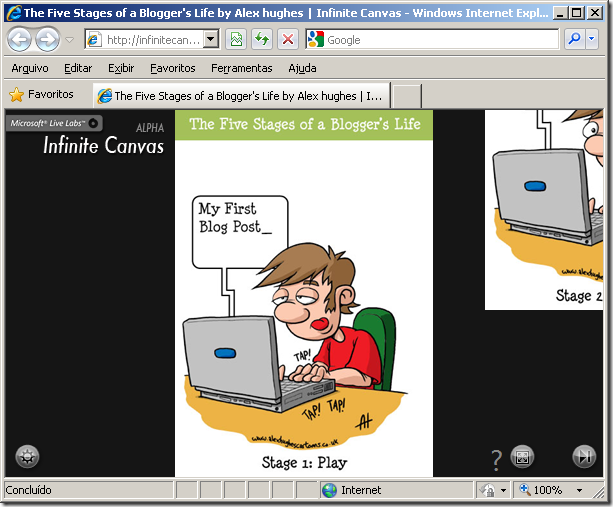 The Five Stages of a Blogger's Life by Alex hughes | Infinite Canvas - Windows Internet Expl...
http://infinitecan...
Google
Arquivo Editar Exibir Favoritos Ferramentas Ajuda
Favoritos
The Five Stages of a Blogger's Life by Alex hughes | I...
Microsoft® Live Labs™
ALPHA
Infinite Canvas
The Five Stages of a Blogger's Life
My First
Blog Post_
TAP!
TAP! TAP!
AH
www.alexhughescartoons.co.uk
Stage 1: Play
www.alexhughes
Stage 2
?
Concluído
Internet
100%